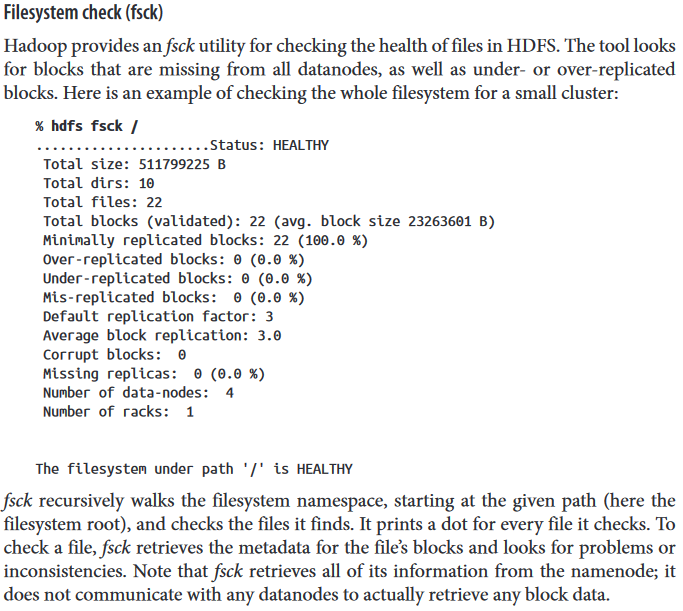 Filesystem check (fsck)
Hadoop provides an fsck utility for checking the health of files in HDFS. The tool looks
for blocks that are missing from all datanodes, as well as under- or over-replicated
blocks. Here is an example of checking the whole filesystem for a small cluster:
% hdfs fsck /
......................Status: HEALTHY
Total size: 511799225 B
Total dirs: 10
Total files: 22
Total blocks (validated): 22 (avg. block size 23263601 B)
Minimally replicated blocks: 22 (100.0 %)
Over-replicated blocks: 0 (0.0 %)
Under-replicated blocks: 0 (0.0 %)
Mis-replicated blocks:  0 (0.0 %)
Default replication factor: 3
Average block replication: 3.0
Corrupt blocks:  0
Missing replicas:  0 (0.0 %)
Number of data-nodes:  4
Number of racks:  1
The filesystem under path '/' is HEALTHY
fsck recursively walks the filesystem namespace, starting at the given path (here the
filesystem root), and checks the files it finds. It prints a dot for every file it checks. To
check a file, fsck retrieves the metadata for the file’s blocks and looks for problems or
inconsistencies. Note that fsck retrieves all of its information from the namenode; it
does not communicate with any datanodes to actually retrieve any block data.